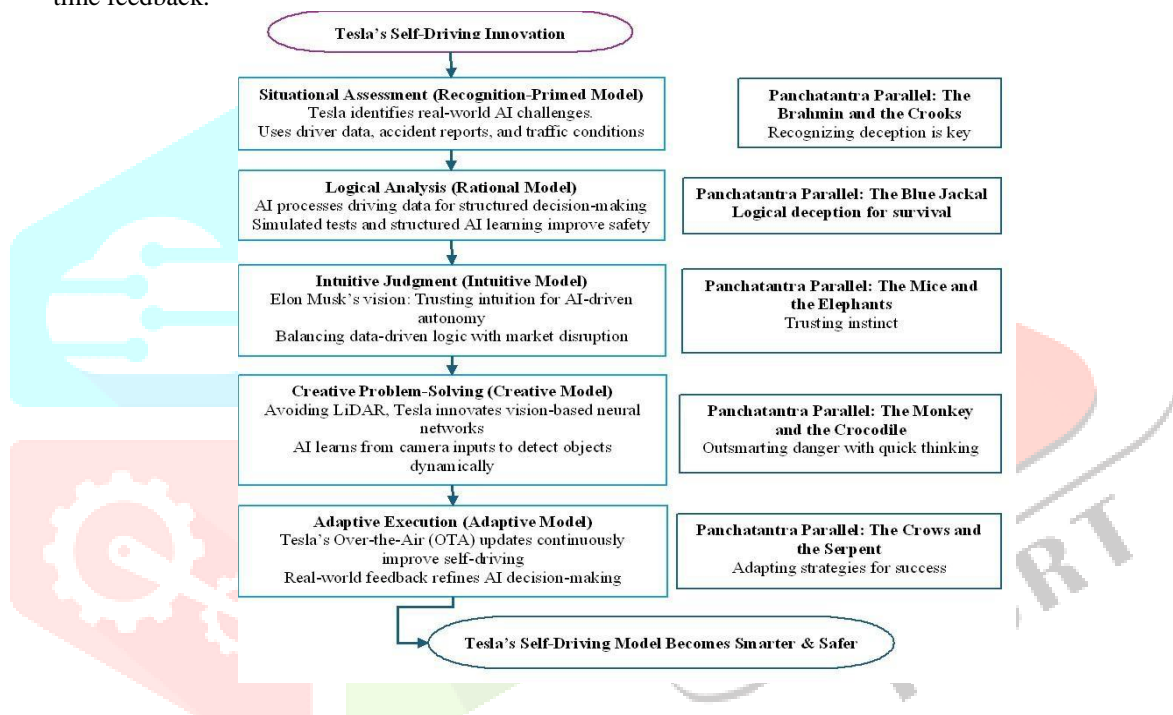 time feedback.
Tesla's Self-Driving Innovation
Situational Assessment (Recognition-Primed Model)
Tesla identifies real-world AI challenges.
Uses driver data, accident reports, and traffic conditions
Panchatantra Parallel: The
Brahmin and the Crooks
Recognizing deception is key
Logical Analysis (Rational Model)
AI processes driving data for structured decision-making
Simulated tests and structured AI learning improve safety
Panchatantra Parallel: The Blue Jackal
Logical deception for survival
Intuitive Judgment (Intuitive Model)
Elon Musk's vision: Trusting intuition for AI-driven
autonomy
Balancing data-driven logic with market disruption
Panchatantra Parallel: The Mice and
the Elephants
Trusting instinct
Creative Problem-Solving (Creative Model)
Avoiding LiDAR, Tesla innovates vision-based neural
networks
AI learns from camera inputs to detect objects
dynamically
Panchatantra Parallel: The Monkey
and the Crocodile
Outsmarting danger with quick thinking
Adaptive Execution (Adaptive Model)
Tesla's Over-the-Air (OTA) updates continuously
improve self-driving
Real-world feedback refines AI decision-making
Panchatantra Parallel: The Crows and
the Serpent
Adapting strategies for success
Tesla's Self-Driving Model Becomes Smarter & Safer